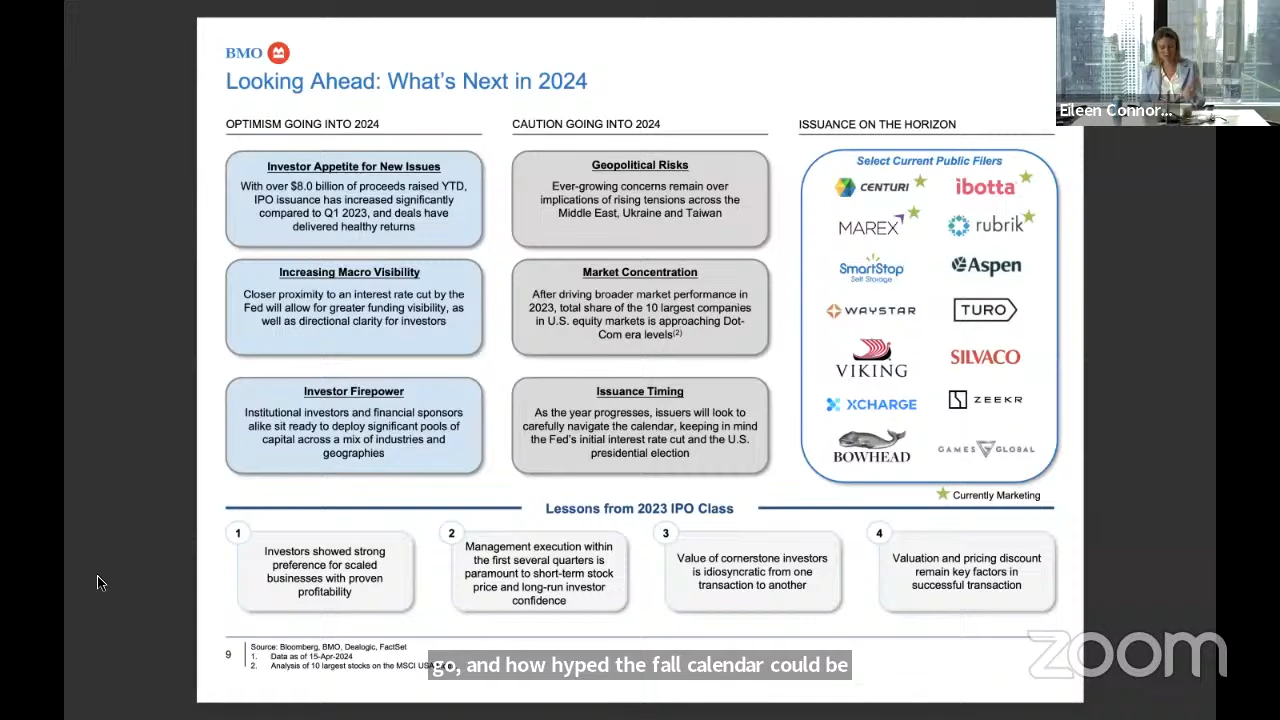 BMO
Looking Ahead: What's Next in 2024
OPTIMISM GOING INTO 2024
Investor Appetite for New Issues
With over $8.0 billion of proceeds raised YTD,
IPO issuance has increased significantly
compared to Q1 2023, and deals have
delivered healthy returns
Increasing Macro Visibility
Closer proximity to an interest rate cut by the
Fed will allow for greater funding visibility, as
well as directional clarity for investors
Investor Firepower
Institutional investors and financial sponsors
alike sit ready to deploy significant pools of
capital across a mix of industries and
geographies
CAUTION GOING INTO 2024
Geopolitical Risks
Ever-growing concerns remain over
implications of rising tensions across the
Middle East, Ukraine and Taiwan
Market Concentration
After driving broader market performance in
2023, total share of the 10 largest companies
in U.S. equity markets is approaching Dot-
Com era levels(2)
Issuance Timing
As the year progresses, issuers will look to
carefully navigate the calendar, keeping in mind
the Fed's initial interest rate cut and the U.S.
presidential election
ISSUANCE ON THE HORIZON
Select Current Public Filers
CENTURI
ibotta
MAREX
rubrik
SmartStop
Self Storage
Aspen
WAYSTAR
TURO
VIKING
SILVACO
XCHARGE
ZEEKR
BOWHEAD
GAMES GLOBAL
Currently Marketing
Lessons from 2023 IPO Class
1
Investors showed strong
preference for scaled
businesses with proven
profitability
2
Management execution within
the first several quarters is
paramount to short-term stock
price and long-run investor
confidence
3
Value of cornerstone investors
is idiosyncratic from one
transaction to another
4
Valuation and pricing discount
remain key factors in
successful transaction
9
Source: Bloomberg, BMO, Dealogic, FactSet
1. Data as of 15-Apr-2024
2. Analysis of 10 largest stocks on the MSCI USA
go, and how hyped the fall calendar could be
Eileen Connor...
zoom